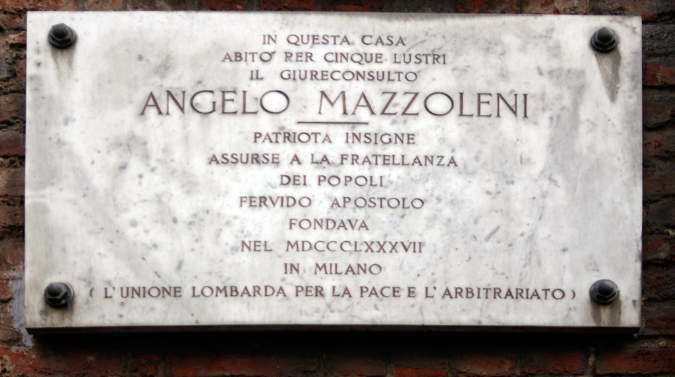 IN QUESTA CASA
ABITÒ PER CINQUE LUSTRI
IL GIURECONSULTO
ANGELO MAZZOLENI
PATRIOTA INSIGNE
ASSURSE A LA FRATELLANZA
DEI POPOLI
FERVIDO APOSTOLO
FONDAVA
NEL MDCCCLXXXVII
IN MILANO
( L'UNIONE LOMBARDA PER LA PACE E L'ARBITRARIATO )